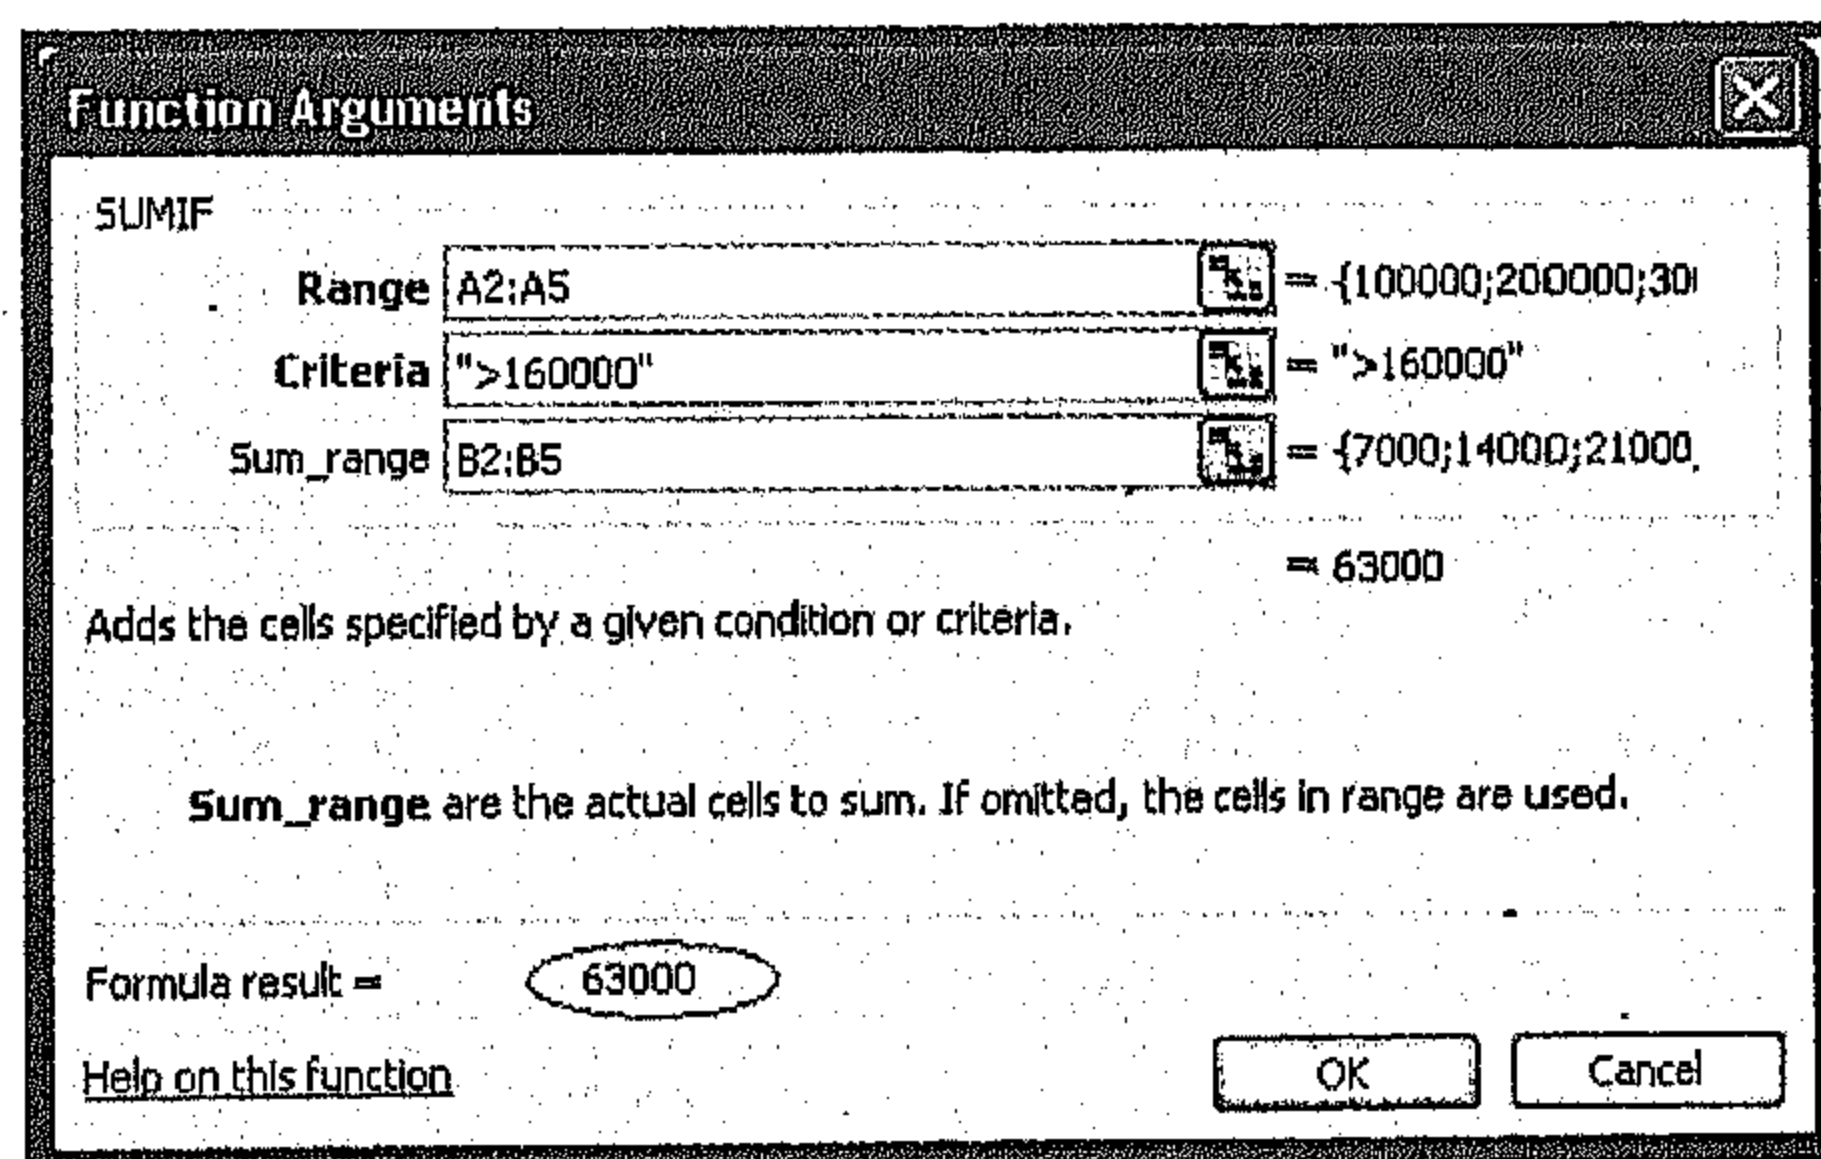 Function Arguments
SUMIF
Range A2:A5 = {100000;200000;30
Criteria ">160000" = ">160000"
Sum_range B2:B5 = {7000;14000;21000
= 63000
Adds the cells specified by a given condition or criteria.
Sum_range are the actual cells to sum. If omitted, the cells in range are used.
Formula result = 63000
Help on this function OK Cancel